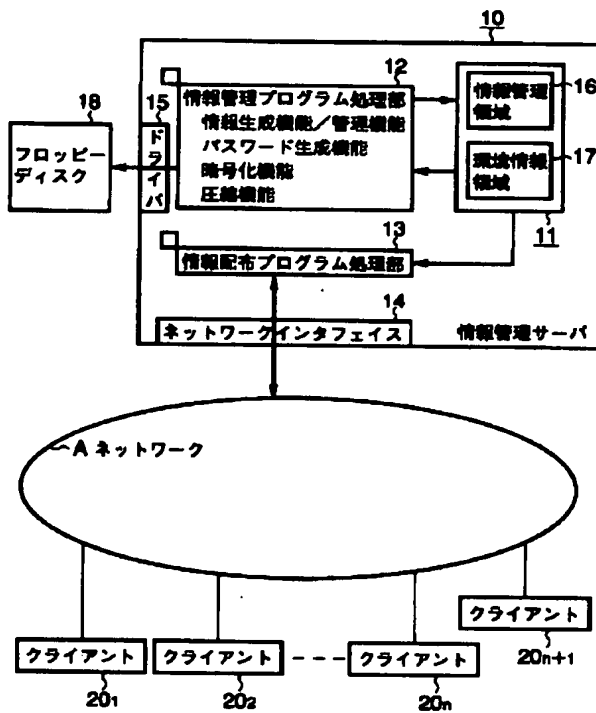 10
12
情報管理プログラム処理部
情報生成機能/管理機能
パスワード生成機能
暗号化機能
圧縮機能
情報管理領域
16
環境情報領域
17
11
18
フロッピーディスク
15
ドライバ
13
情報配布プログラム処理部
14
ネットワークインタフェイス
情報管理サーバ
A ネットワーク
クライアント
20₁
クライアント
20₂
クライアント
20n
クライアント
20n+1